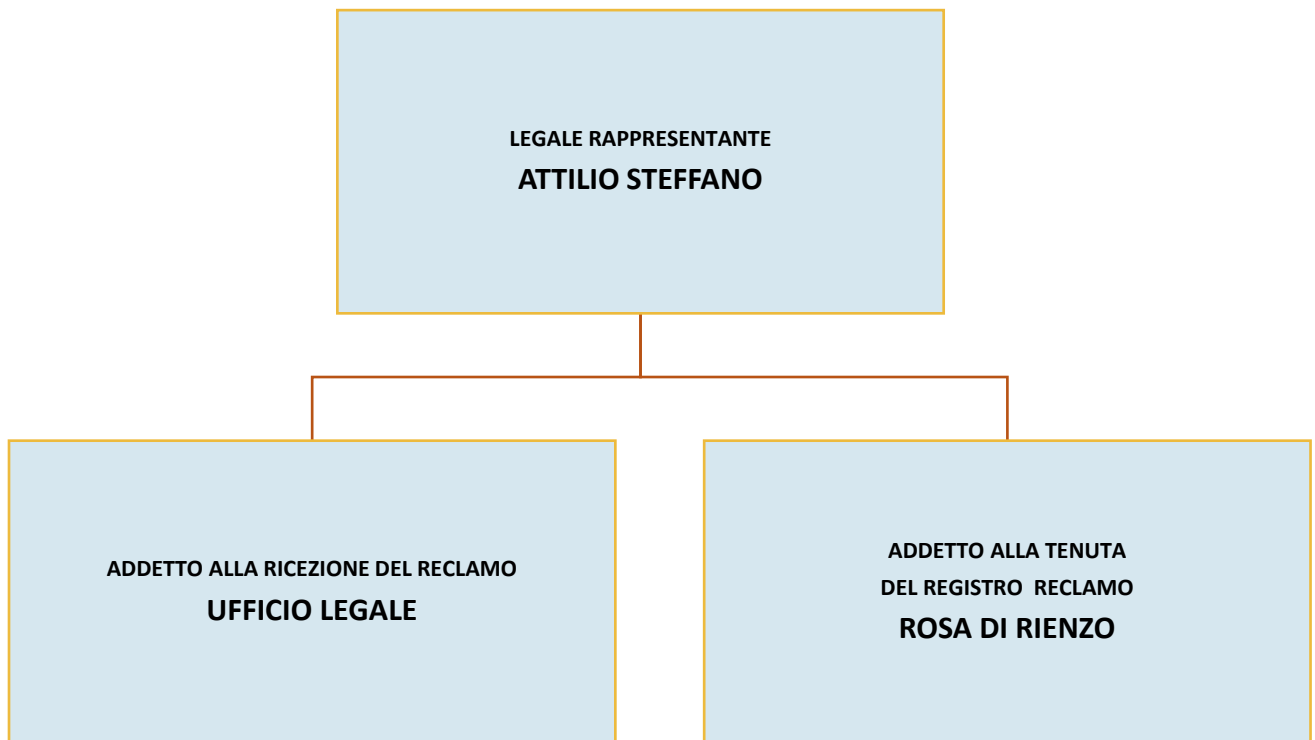 LEGALE RAPPRESENTANTE
ATTILIO STEFFANO
ADDETTO ALLA RICEZIONE DEL RECLAMO
UFFICIO LEGALE
ADDETTO ALLA TENUTA
DEL REGISTRO RECLAMO
ROSA DI RIENZO